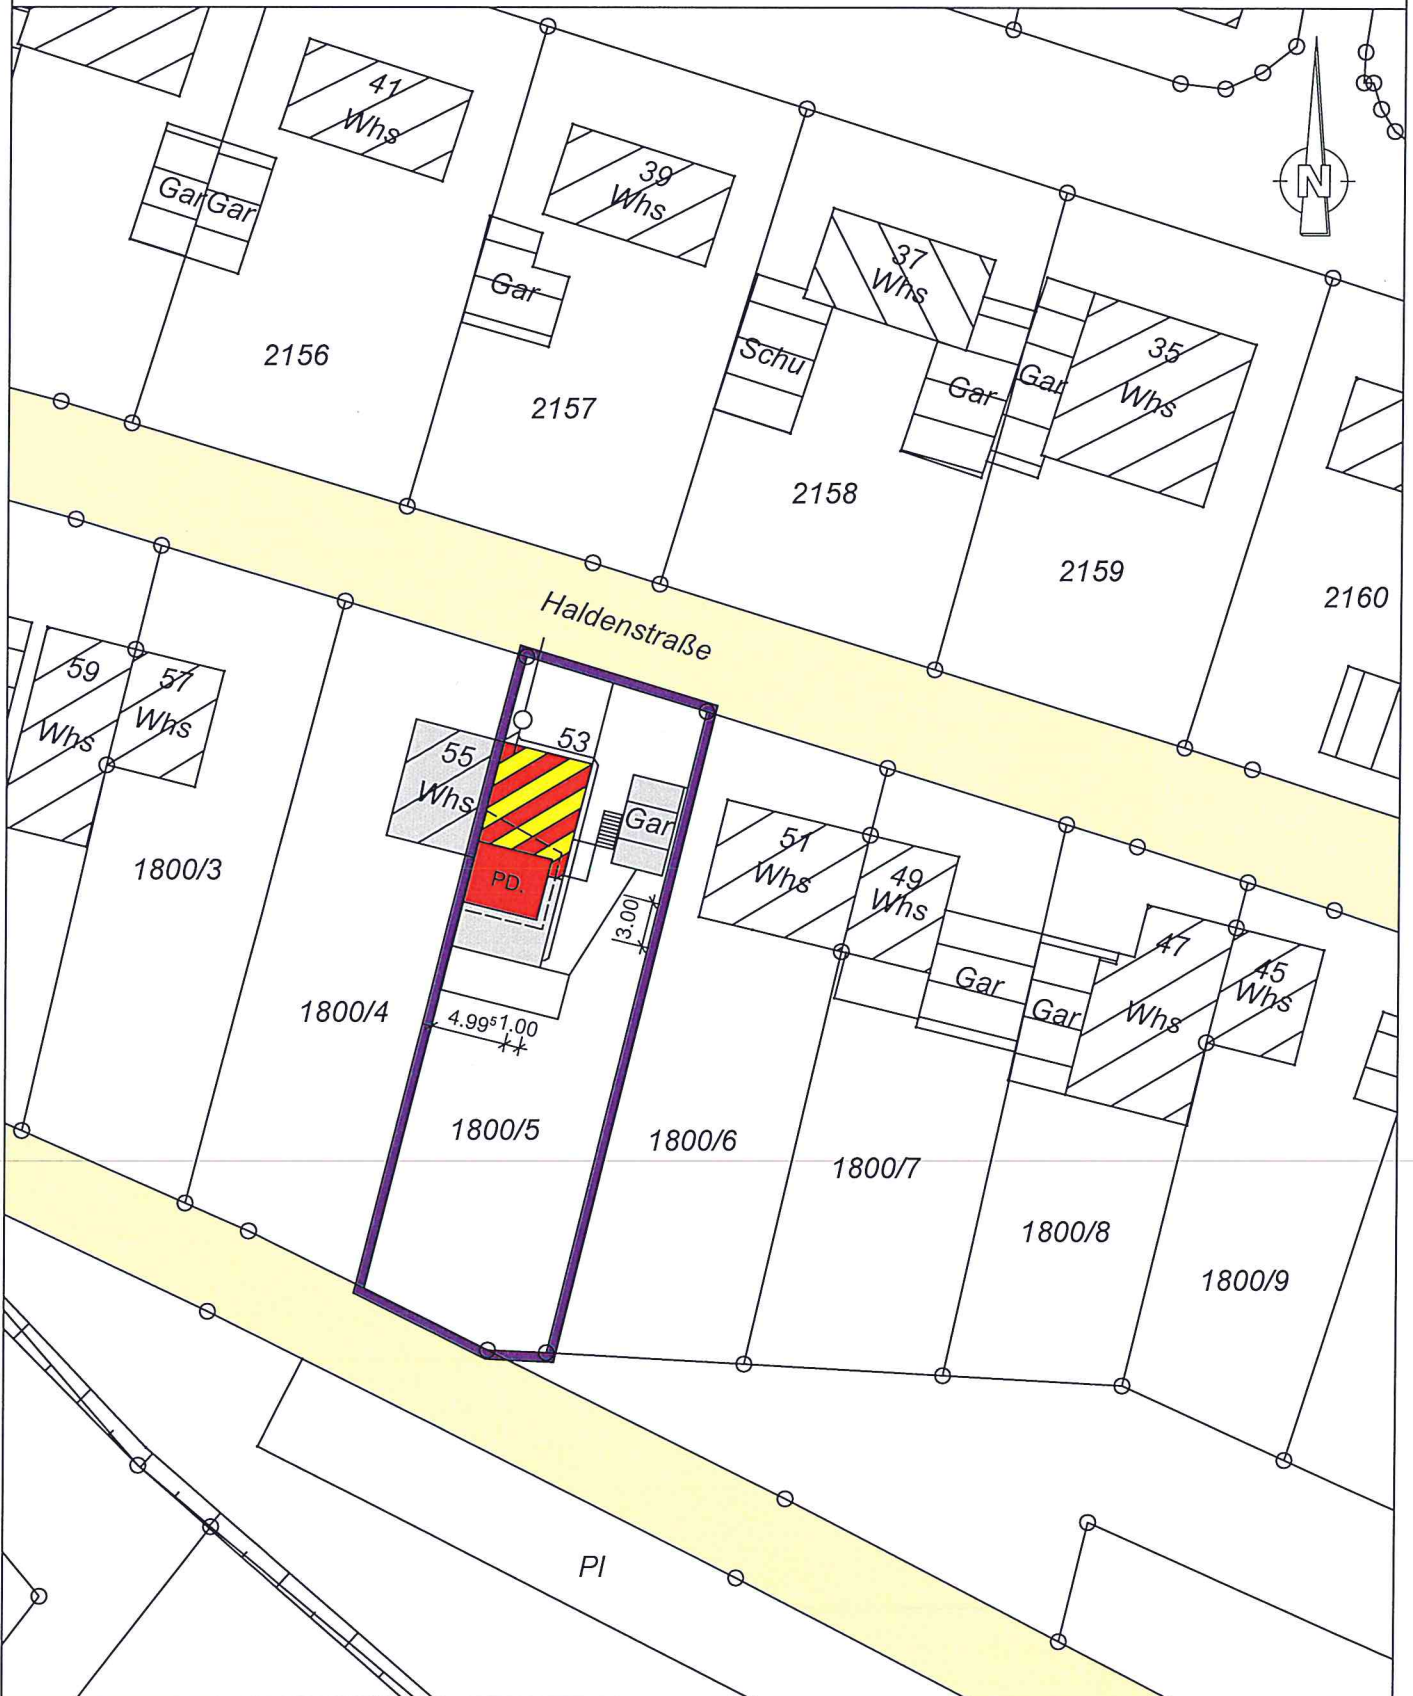 41
Whs
N
39
Whs
Gar
Gar
37
Whs
Gar
35
Whs
2156
Schu
Gar
Gar
2157
2158
2159
2160
Haldenstraße
59
Whs
57
Whs
53
55
Whs
Gar
51
Whs
1800/3
PD.
49
Whs
3.00
47
Whs
45
Whs
Gar
Gar
1800/4
4.99⁵
1.00
1800/5
1800/6
1800/7
1800/8
1800/9
Pl